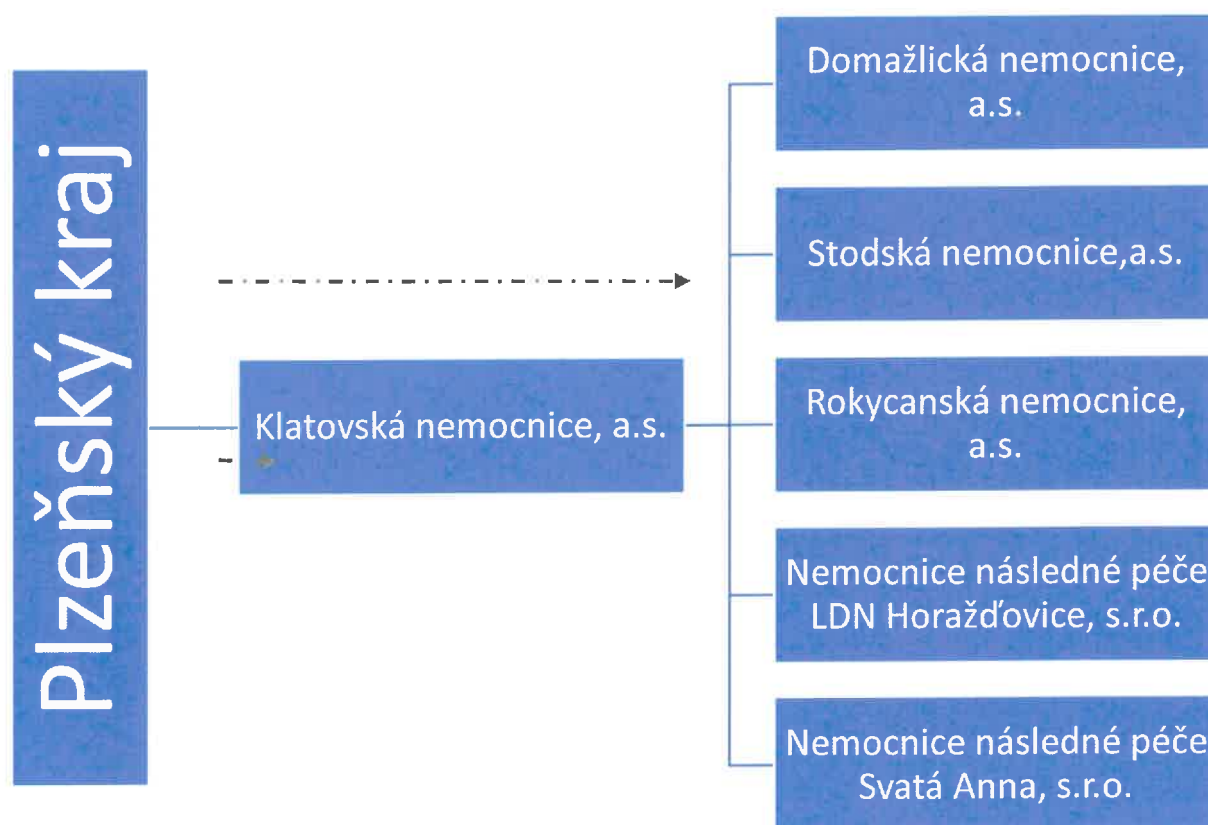 Plzeňský kraj
Klatovská nemocnice, a.s.
Domažlická nemocnice,
a.s.
Stodská nemocnice,a.s.
Rokycanská nemocnice,
a.s.
Nemocnice následné péče
LDN Horažďovice, s.r.o.
Nemocnice následné péče
Svatá Anna, s.r.o.